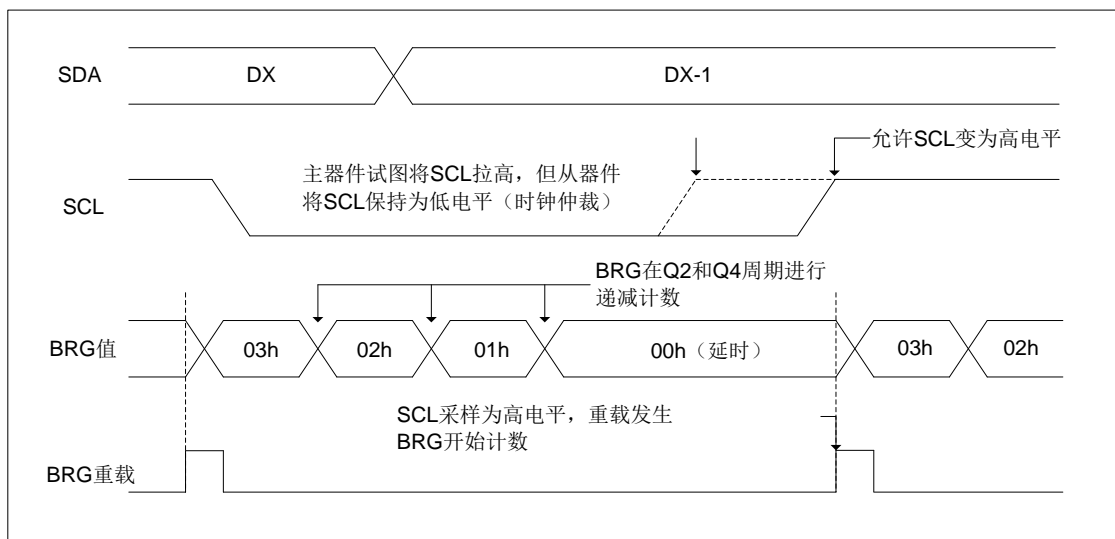 SDA
DX
DX-1
允许SCL变为高电平
主器件试图将SCL拉高，但从器件
将SCL保持为低电平（时钟仲裁）
SCL
BRG在Q2和Q4周期进行
递减计数
BRG值
03h
02h
01h
00h（延时）
03h
02h
SCL采样为高电平，重载发生
BRG开始计数
BRG重载